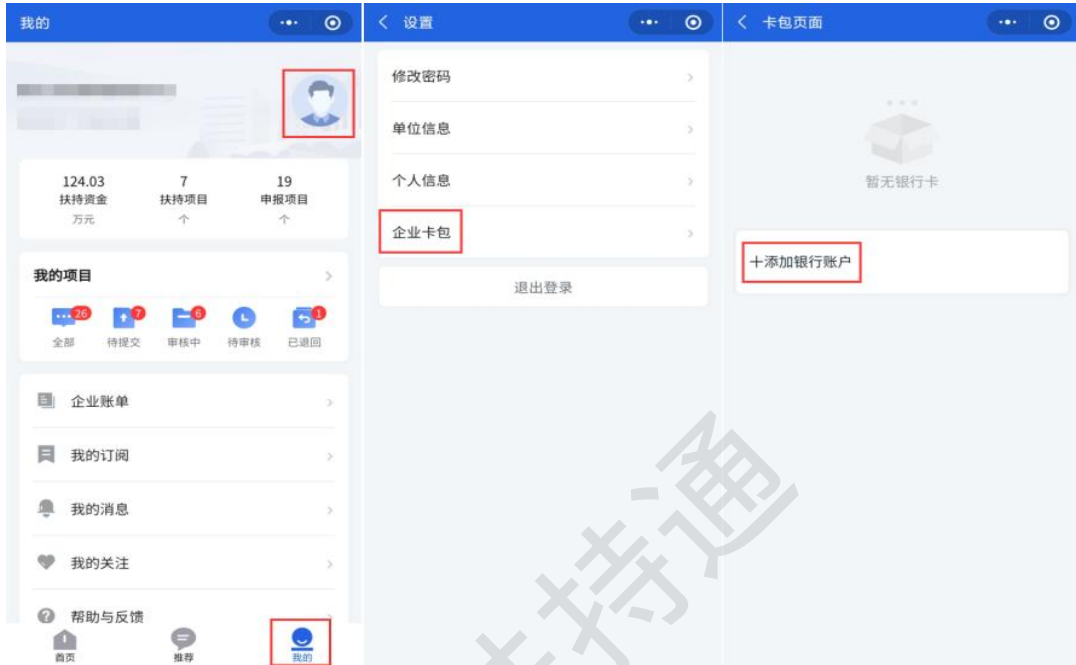 我的
124.03 7 19
扶持资金 扶持项目 申报项目
万元 个 个
我的项目
26 7 6 1
全部 待提交 审核中 待审核 已退回
企业账单
我的订阅
我的消息
我的关注
帮助与反馈
首页 推荐 我的
设置
修改密码
单位信息
个人信息
企业卡包
退出登录
卡包页面
暂无银行卡
+添加银行账户
持通